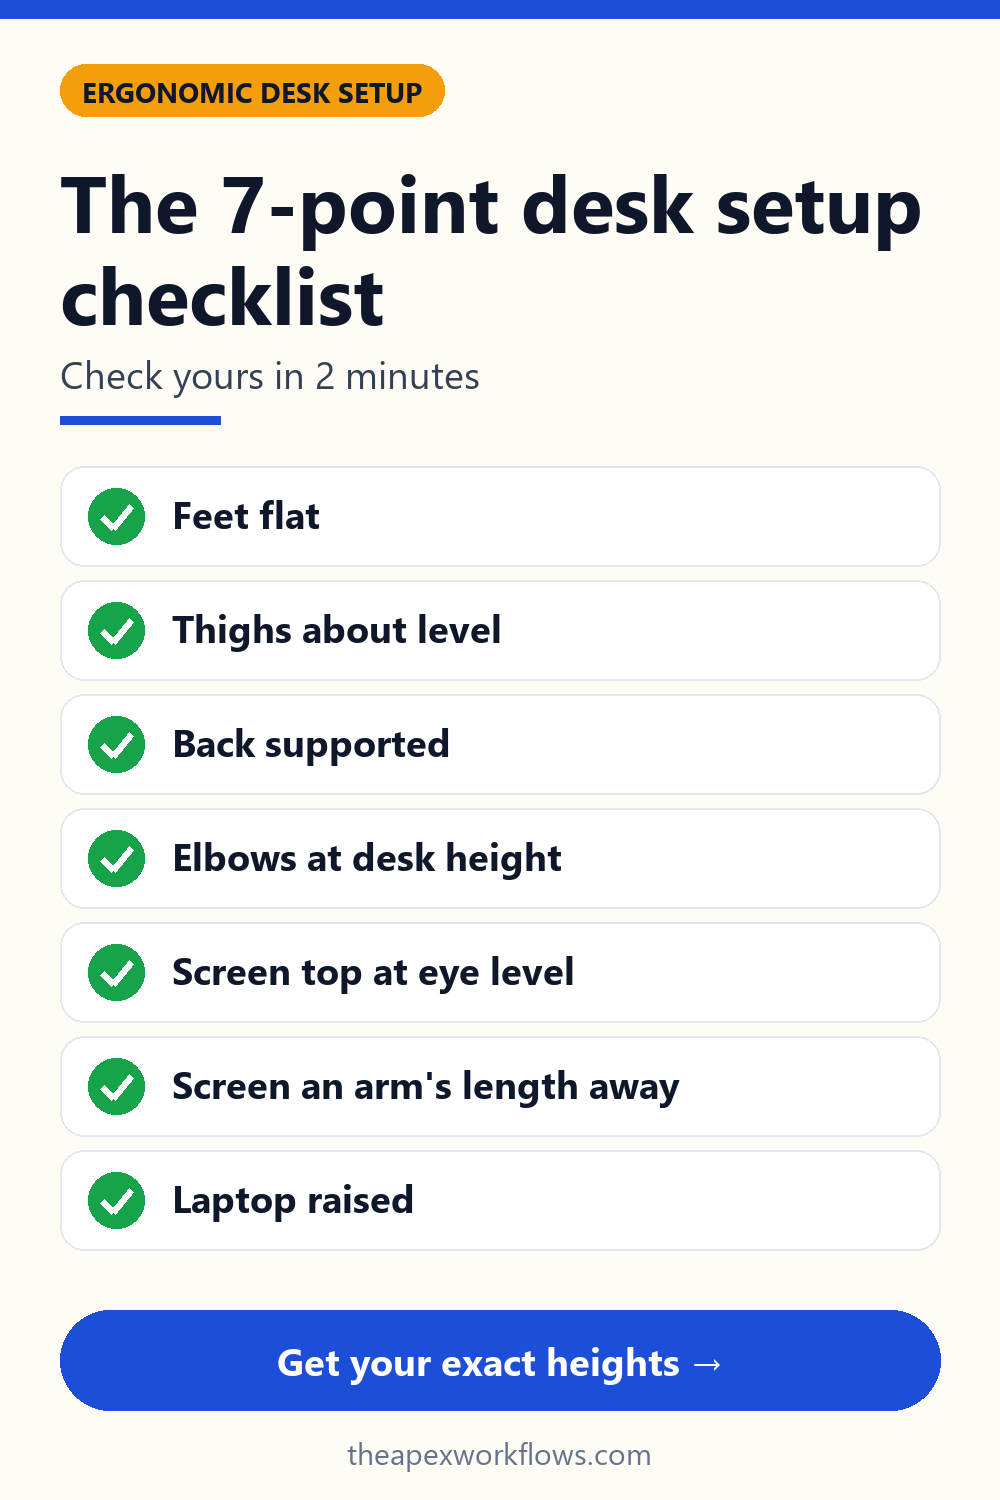 ERGONOMIC DESK SETUP
The 7-point desk setup
checklist
Check yours in 2 minutes
Feet flat
Thighs about level
Back supported
Elbows at desk height
Screen top at eye level
Screen an arm's length away
Laptop raised
Get your exact heights →
theapexworkflows.com